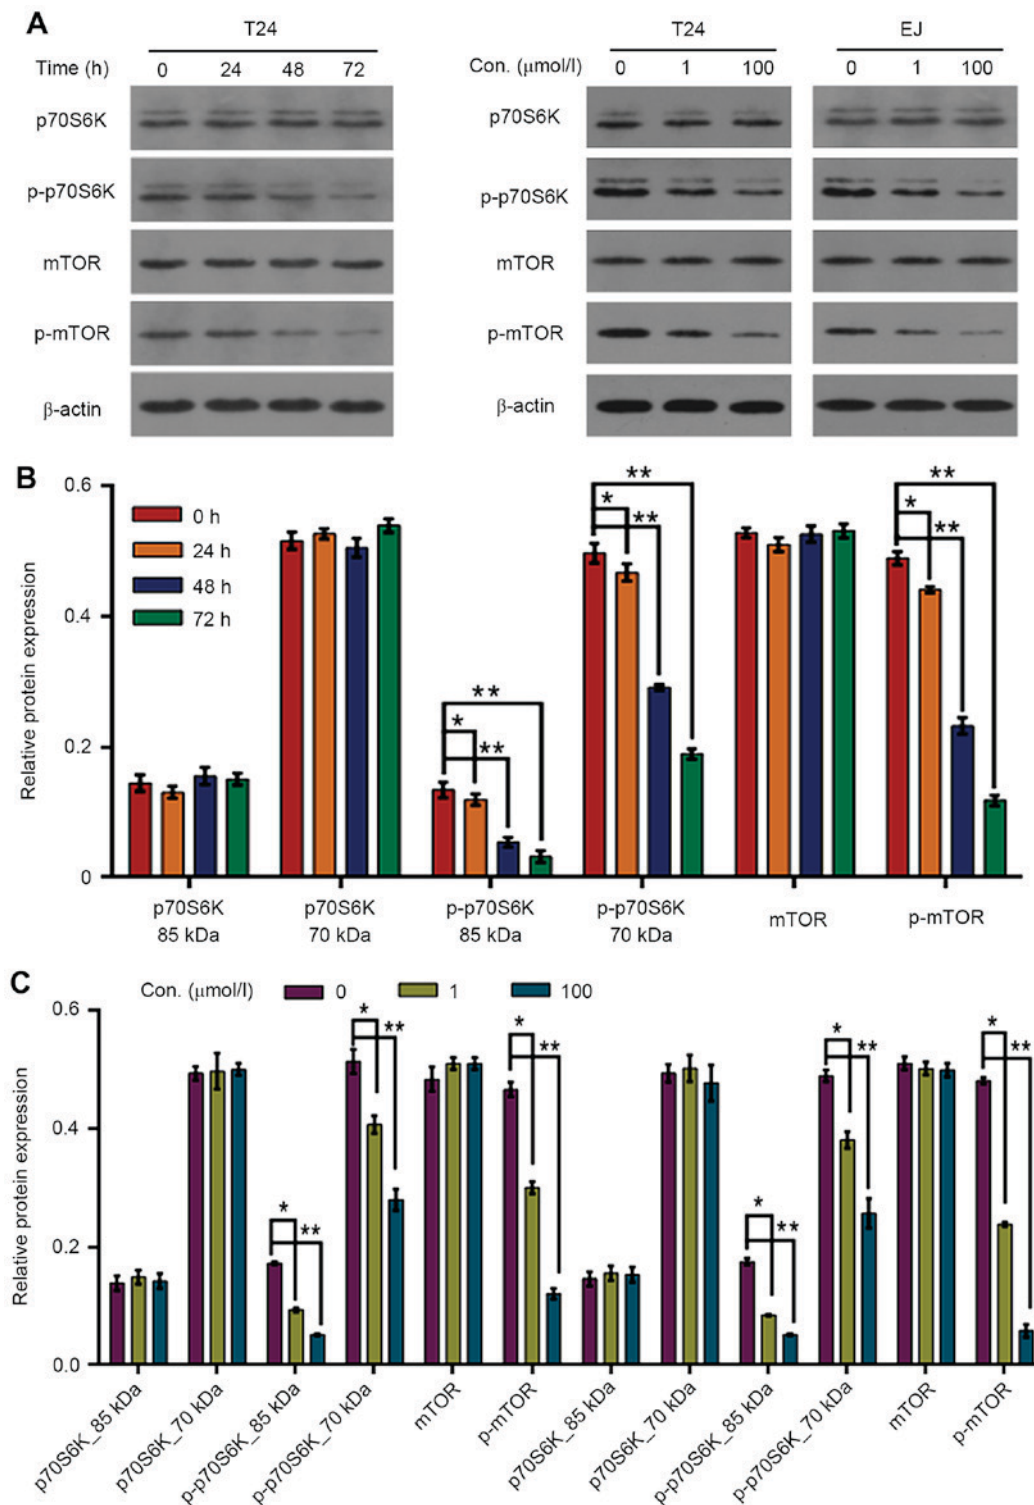 A
T24
Time (h) 0 24 48 72
p70S6K
p-p70S6K
mTOR
p-mTOR
β-actin
T24 EJ
Con. (μmol/l) 0 1 100 0 1 100
p70S6K
p-p70S6K
mTOR
p-mTOR
β-actin
B
Relative protein expression
0.6
0.4
0.2
0
0 h
24 h
48 h
72 h
* ** **
* ** **
* ** **
p70S6K
85 kDa
p70S6K
70 kDa
p-p70S6K
85 kDa
p-p70S6K
70 kDa
mTOR
p-mTOR
C
Con. (μmol/l) 0 1 100
Relative protein expression
0.6
0.4
0.2
0.0
* **
* **
* **
* **
* **
* **
p70S6K_85 kDa
p70S6K_70 kDa
p-p70S6K_85 kDa
p-p70S6K_70 kDa
mTOR
p-mTOR
p70S6K_85 kDa
p70S6K_70 kDa
p-p70S6K_85 kDa
p-p70S6K_70 kDa
mTOR
p-mTOR